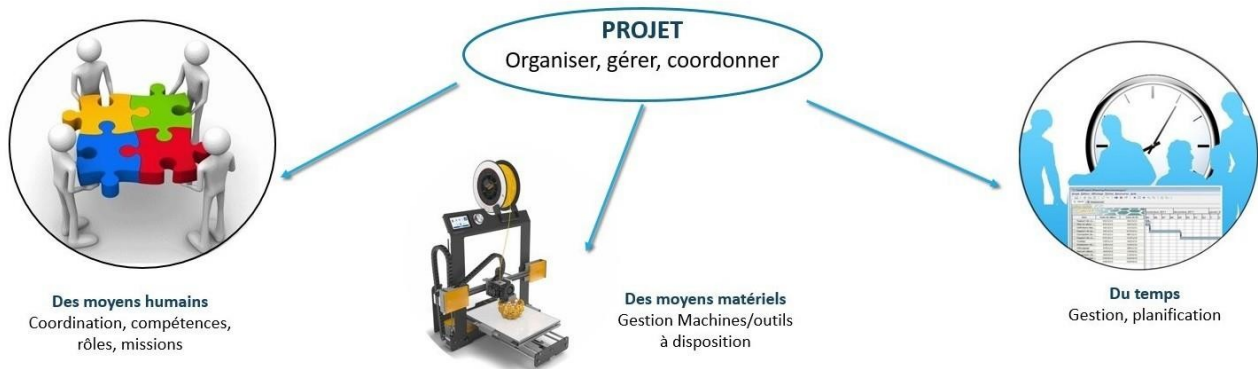 PROJET
Organiser, gérer, coordonner
Des moyens humains
Coordination, compétences,
rôles, missions
Des moyens matériels
Gestion Machines/outils
à disposition
Du temps
Gestion, planification